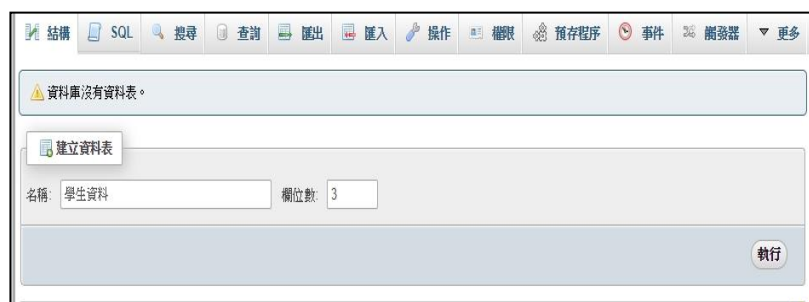 結構 SQL 搜尋 查詢 匯出 匯入 操作 權限 預存程序 事件 觸發器 更多
資料庫沒有資料表。
建立資料表
名稱: 學生資料 欄位數: 3
執行